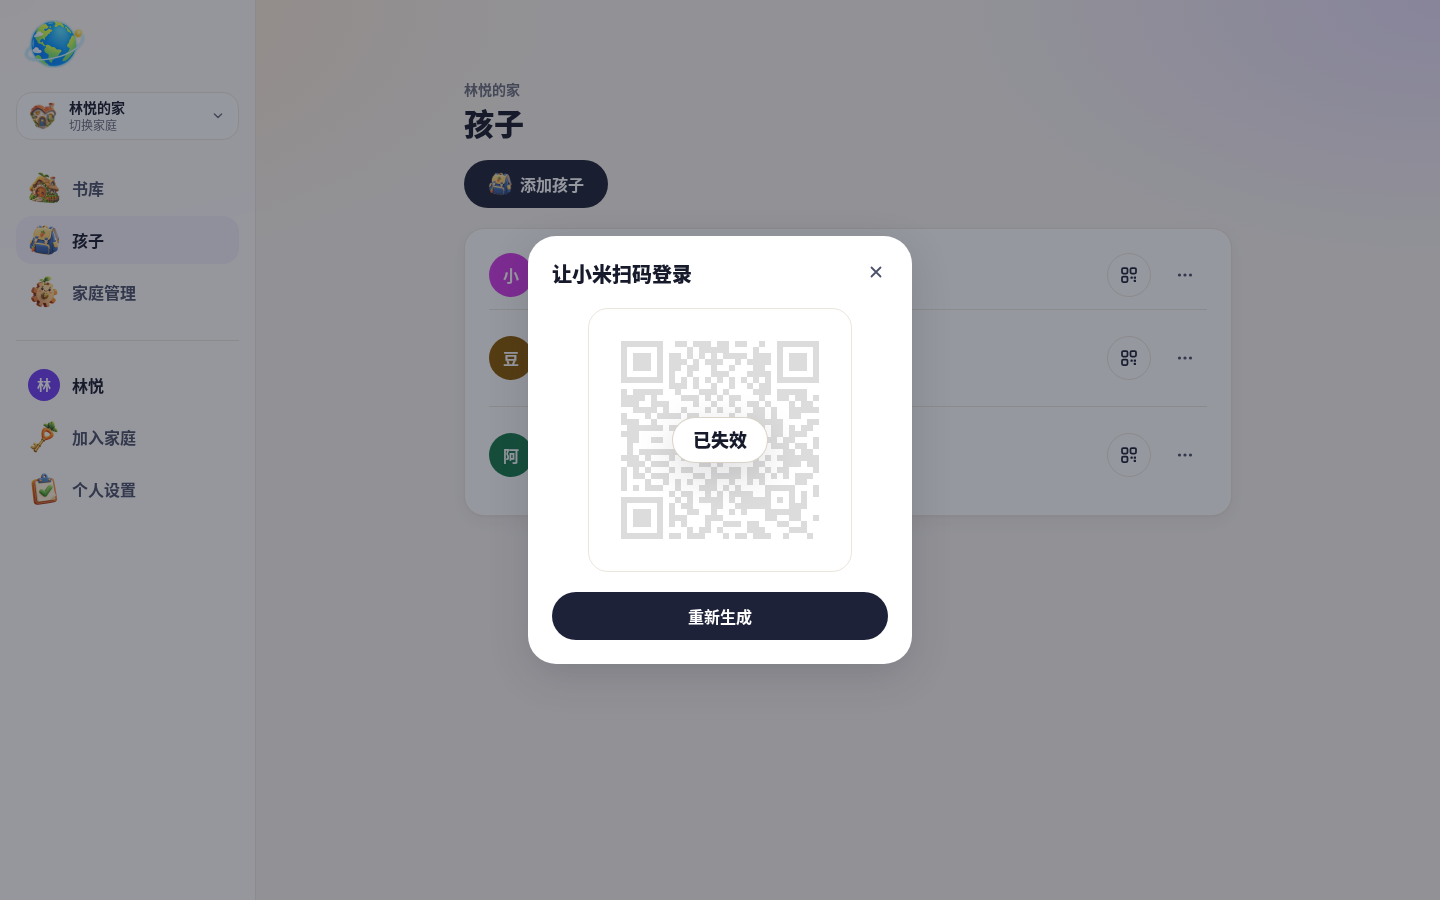 林悦的家
切换家庭
书库
孩子
家庭管理
林
林悦
加入家庭
个人设置
林悦的家
孩子
添加孩子
小
豆
阿
让小米扫码登录
已失效
重新生成